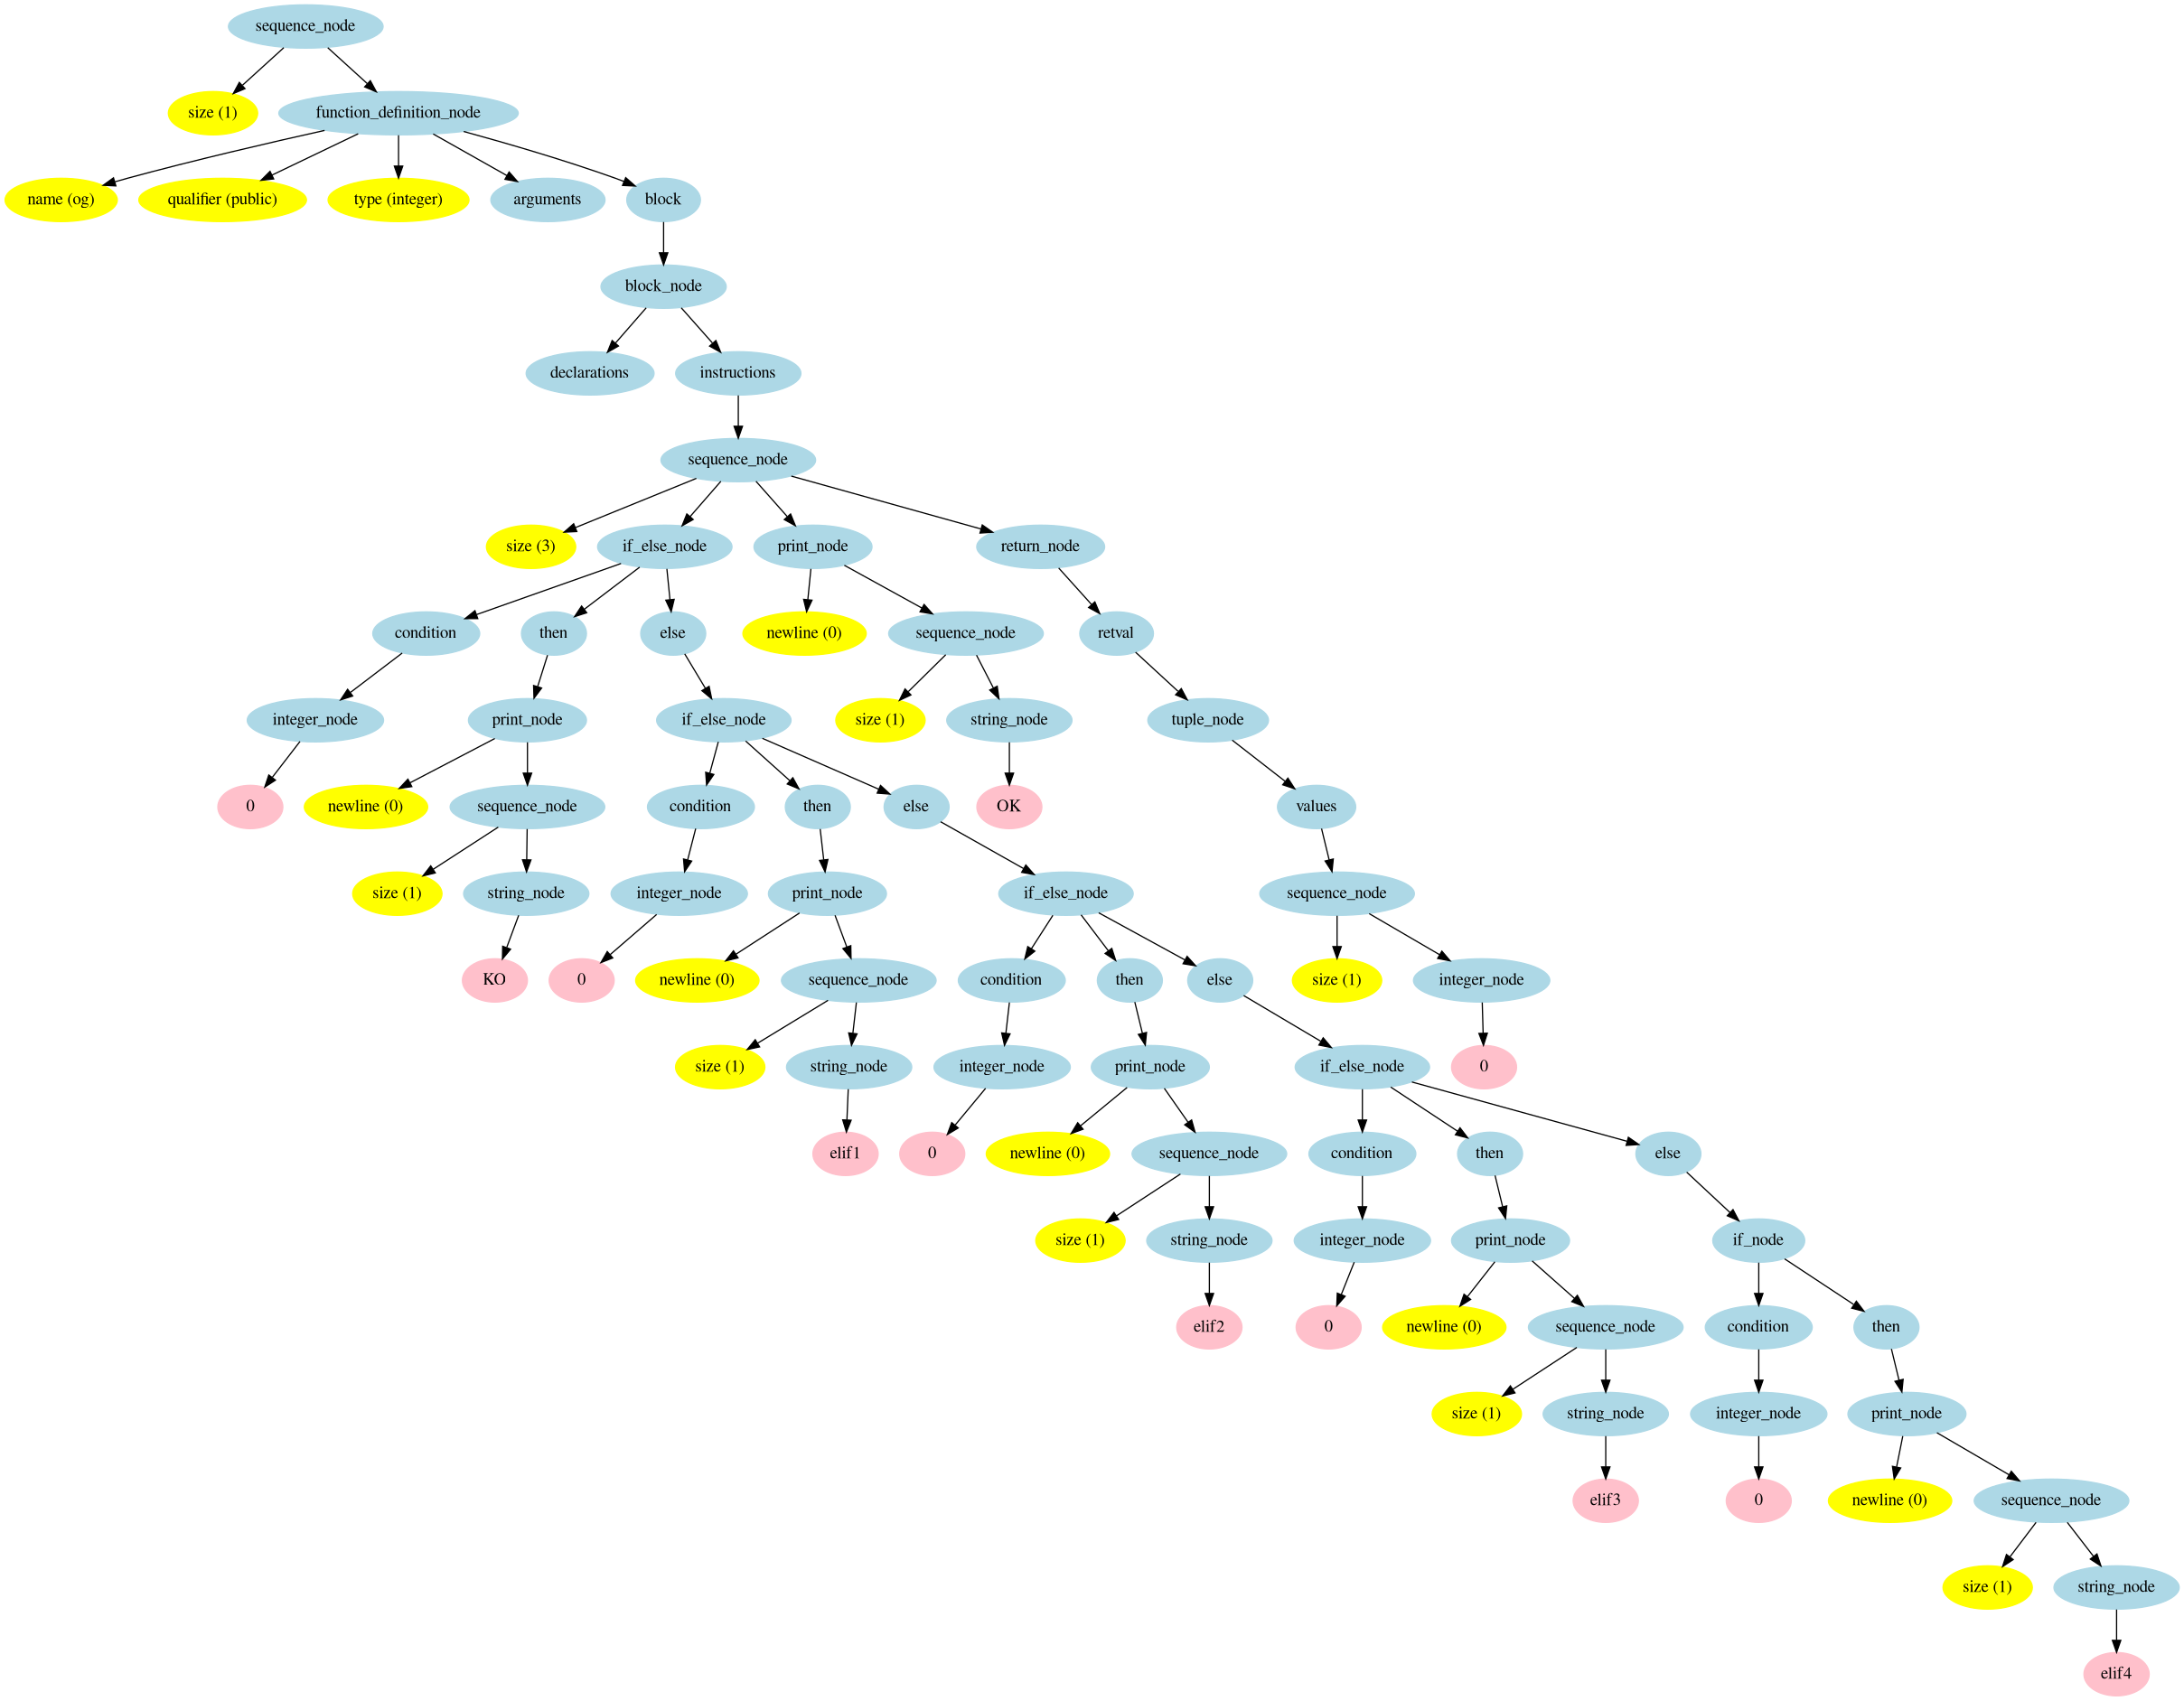 sequence_node
size (1)
function_definition_node
name (og)
qualifier (public)
type (integer)
arguments
block
block_node
declarations
instructions
sequence_node
size (3)
if_else_node
print_node
return_node
condition
then
else
newline (0)
sequence_node
retval
integer_node
print_node
if_else_node
size (1)
string_node
tuple_node
0
newline (0)
sequence_node
condition
then
else
OK
values
size (1)
string_node
integer_node
print_node
if_else_node
sequence_node
KO
0
newline (0)
sequence_node
condition
then
else
size (1)
integer_node
size (1)
string_node
integer_node
print_node
if_else_node
0
elif1
0
newline (0)
sequence_node
condition
then
else
size (1)
string_node
integer_node
print_node
if_node
elif2
0
newline (0)
sequence_node
condition
then
size (1)
string_node
integer_node
print_node
elif3
0
newline (0)
sequence_node
size (1)
string_node
elif4